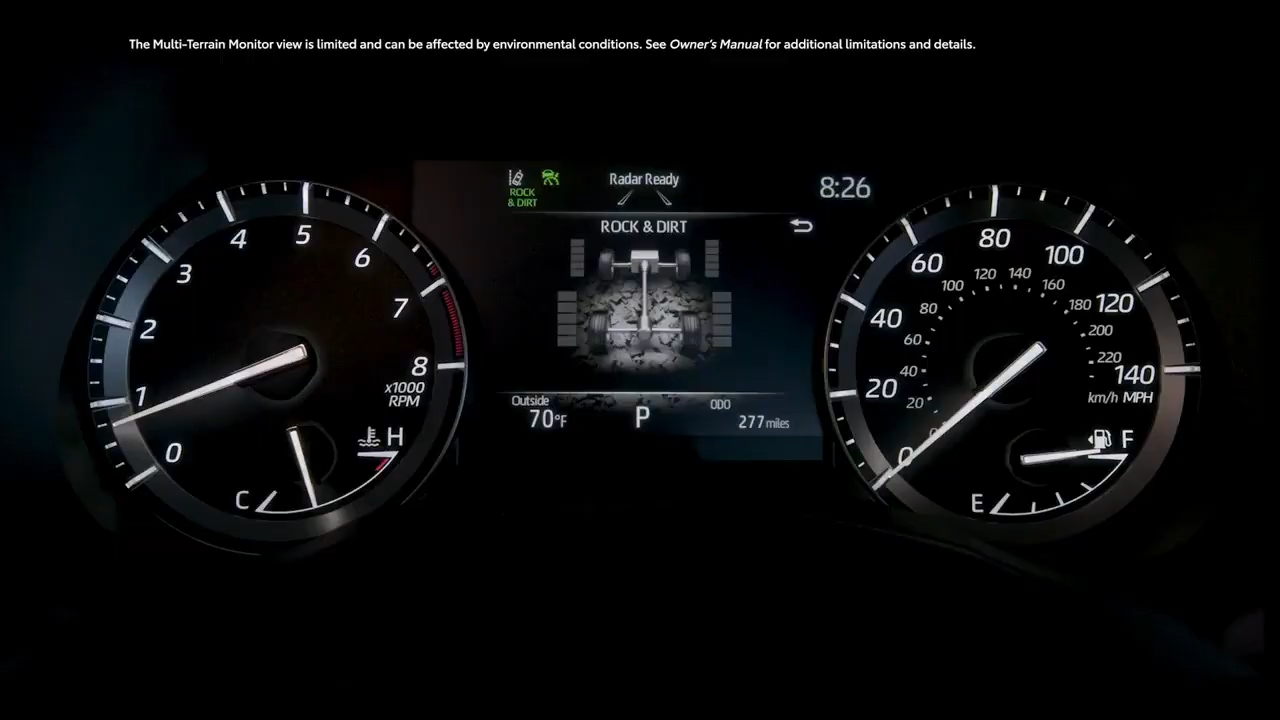 The Multi-Terrain Monitor view is limited and can be affected by environmental conditions. See Owner's Manual for additional limitations and details.
ROCK
& DIRT
Radar Ready
8:26
ROCK & DIRT
0
1
2
3
4
5
6
7
8
x1000
RPM
C
H
Outside
70°F
P
ODO
277 miles
0
20
40
60
80
100
120
140
km/h MPH
0
20
40
60
80
100
120
140
160
180
200
220
E
F